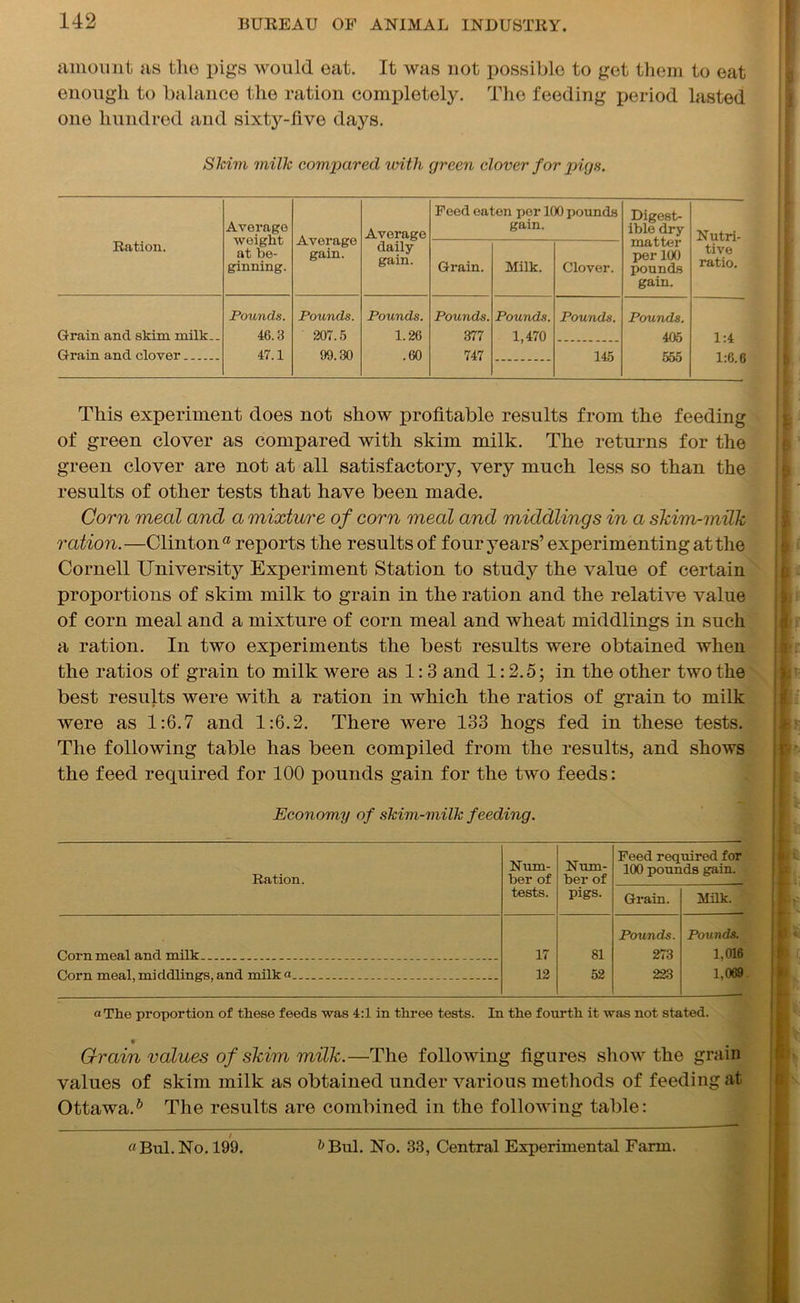 142 BUREAU OF ANIMAL INDUSTRY.
amount as the pigs would eat. It was not possible to get them to eat
enough to balance the ration completely. The feeding period lasted
one hundred and sixty-five days.
Skim milk compared with green clover for pigs.
Ration. Average weight at be-ginning. Average gain. Average daily gain. Feed eaten per 100 pounds gain. Grain. Milk. Clover. Digest-ible dry matter per 100 pounds gain. Nutri-tive ratio.
Pounds. Pounds. Pounds. Pounds. Pounds. Pounds. Pounds.
Grain and skim milk.. 46.3 207.5 1.26 377 1,470 ........ 405 1:4
Grain and clover...... 47.1 99.30 .60 747 ........ 145 555 1:6.6
This experiment does not show profitable results from the feeding
of green clover as compared with skim milk. The returns for the
green clover are not at all satisfactory, very much less so than the
results of other tests that have been made.
Corn meal and a mixture of corn meal and middlings in a skim-milk
ration.—Clinton a reports the results of four years' experimenting at the
Cornell University Experiment Station to study the value of certain
proportions of skim milk to grain in the ration and the relative value
of corn meal and a mixture of corn meal and wheat middlings in such
a ration. In two experiments the best results were obtained when
the ratios of grain to milk were as 1:3 and 1:2.5; in the other two the
best results were with a ration in which the ratios of grain to milk
were as 1:6.7 and 1:6.2. There were 133 hogs fed in these tests.
The following table has been compiled from the results, and shows
the feed required for 100 pounds gain for the two feeds:
Economy of skim-milk feeding.
Ration. Num-ber of tests. Num-ber of pigs. Feed required for 100 pounds gain. Grain. Milk.
Pounds. Pounds.
Corn meal and milk........ 17 81 273 1,016
Corn meal, middlings, and milk a........ 12 52 223 1,069
a The proportion of these feeds was 4:1 in three tests. In the fourth it was not stated.
Grain values of skim milk.—The following figures show the grain
values of skim milk as obtained under various methods of feeding at
Ottawa.b The results are combined in the following table:
a Bul. No. 199. b Bul. No. 33, Central Experimental Farm.